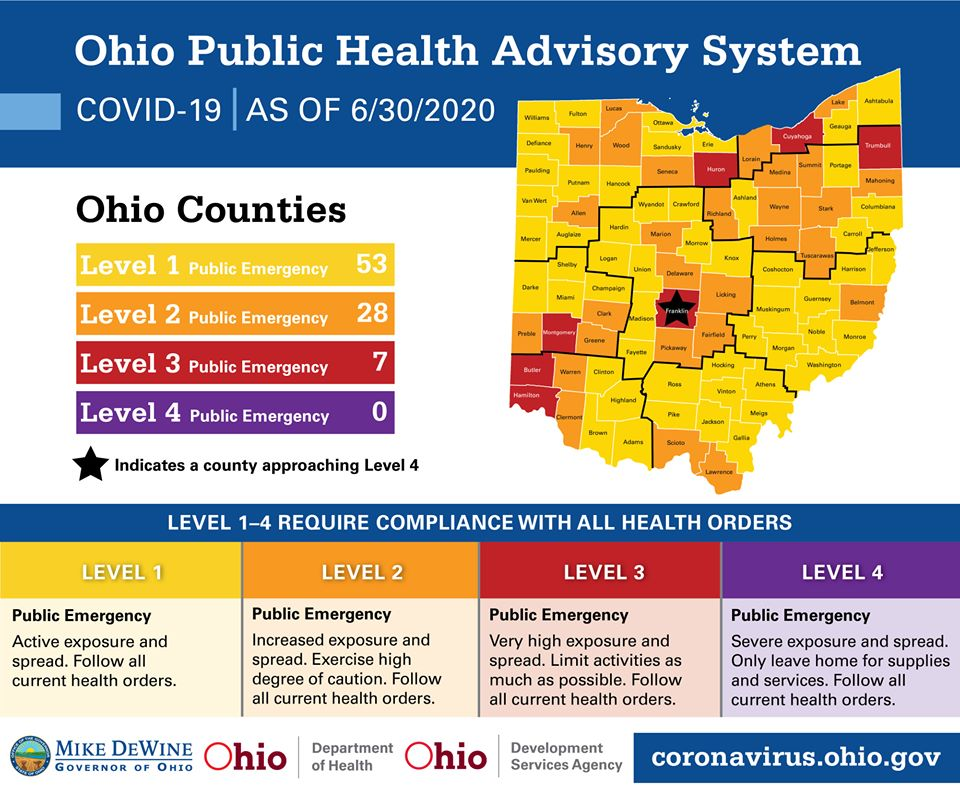 Ohio Public Health Advisory System
COVID-19 | AS OF 6/30/2020
Ohio Counties
Level 1 Public Emergency 53
Level 2 Public Emergency 28
Level 3 Public Emergency 7
Level 4 Public Emergency 0
Indicates a county approaching Level 4
Williams
Fulton
Lucas
Ottawa
Lake
Ashtabula
Geauga
Cuyahoga
Trumbull
Defiance
Henry
Wood
Sandusky
Erie
Lorain
Medina
Summit
Portage
Paulding
Putnam
Hancock
Seneca
Huron
Mahoning
Van Wert
Allen
Wyandot
Crawford
Richland
Ashland
Wayne
Stark
Columbiana
Mercer
Auglaize
Hardin
Marion
Morrow
Holmes
Carroll
Jefferson
Shelby
Logan
Union
Delaware
Knox
Coshocton
Tuscarawas
Harrison
Darke
Miami
Champaign
Licking
Guernsey
Belmont
Clark
Madison
Franklin
Muskingum
Preble
Montgomery
Greene
Fayette
Pickaway
Fairfield
Perry
Morgan
Noble
Monroe
Washington
Butler
Warren
Clinton
Ross
Hocking
Athens
Hamilton
Clermont
Highland
Vinton
Meigs
Brown
Adams
Pike
Jackson
Gallia
Scioto
Lawrence
LEVEL 1–4 REQUIRE COMPLIANCE WITH ALL HEALTH ORDERS
LEVEL 1
Public Emergency
Active exposure and
spread. Follow all
current health orders.
LEVEL 2
Public Emergency
Increased exposure and
spread. Exercise high
degree of caution. Follow
all current health orders.
LEVEL 3
Public Emergency
Very high exposure and
spread. Limit activities as
much as possible. Follow
all current health orders.
LEVEL 4
Public Emergency
Severe exposure and spread.
Only leave home for supplies
and services. Follow all
current health orders.
MIKE DEWINE
GOVERNOR OF OHIO
Ohio
Department
of Health
Ohio
Development
Services Agency
coronavirus.ohio.gov